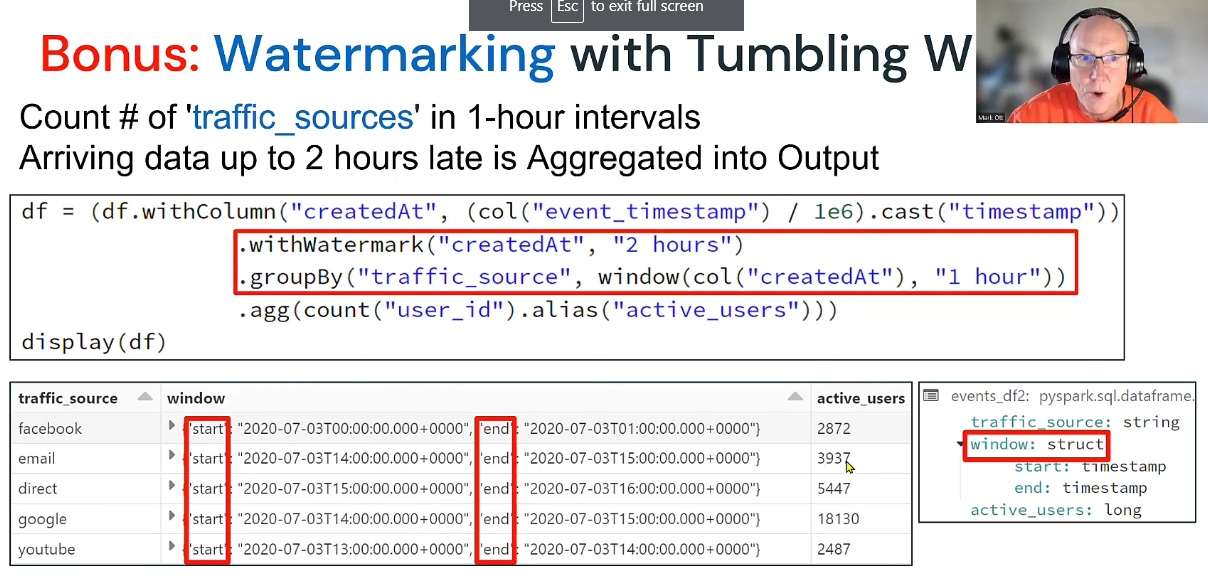 Press Esc to exit full screen
Bonus: Watermarking with Tumbling W
Mark Ott
Count # of 'traffic_sources' in 1-hour intervals
Arriving data up to 2 hours late is Aggregated into Output
df = (df.withColumn("createdAt", (col("event_timestamp") / 1e6).cast("timestamp"))
.withWatermark("createdAt", "2 hours")
.groupBy("traffic_source", window(col("createdAt"), "1 hour"))
.agg(count("user_id").alias("active_users")))
display(df)
traffic_source window active_users
facebook {"start": "2020-07-03T00:00:00.000+0000", "end": "2020-07-03T01:00:00.000+0000"} 2872
email {"start": "2020-07-03T14:00:00.000+0000", "end": "2020-07-03T15:00:00.000+0000"} 3937
direct {"start": "2020-07-03T15:00:00.000+0000", "end": "2020-07-03T16:00:00.000+0000"} 5447
google {"start": "2020-07-03T14:00:00.000+0000", "end": "2020-07-03T15:00:00.000+0000"} 18130
youtube {"start": "2020-07-03T13:00:00.000+0000", "end": "2020-07-03T14:00:00.000+0000"} 2487
events_df2: pyspark.sql.dataframe.
traffic_source: string
window: struct
start: timestamp
end: timestamp
active_users: long